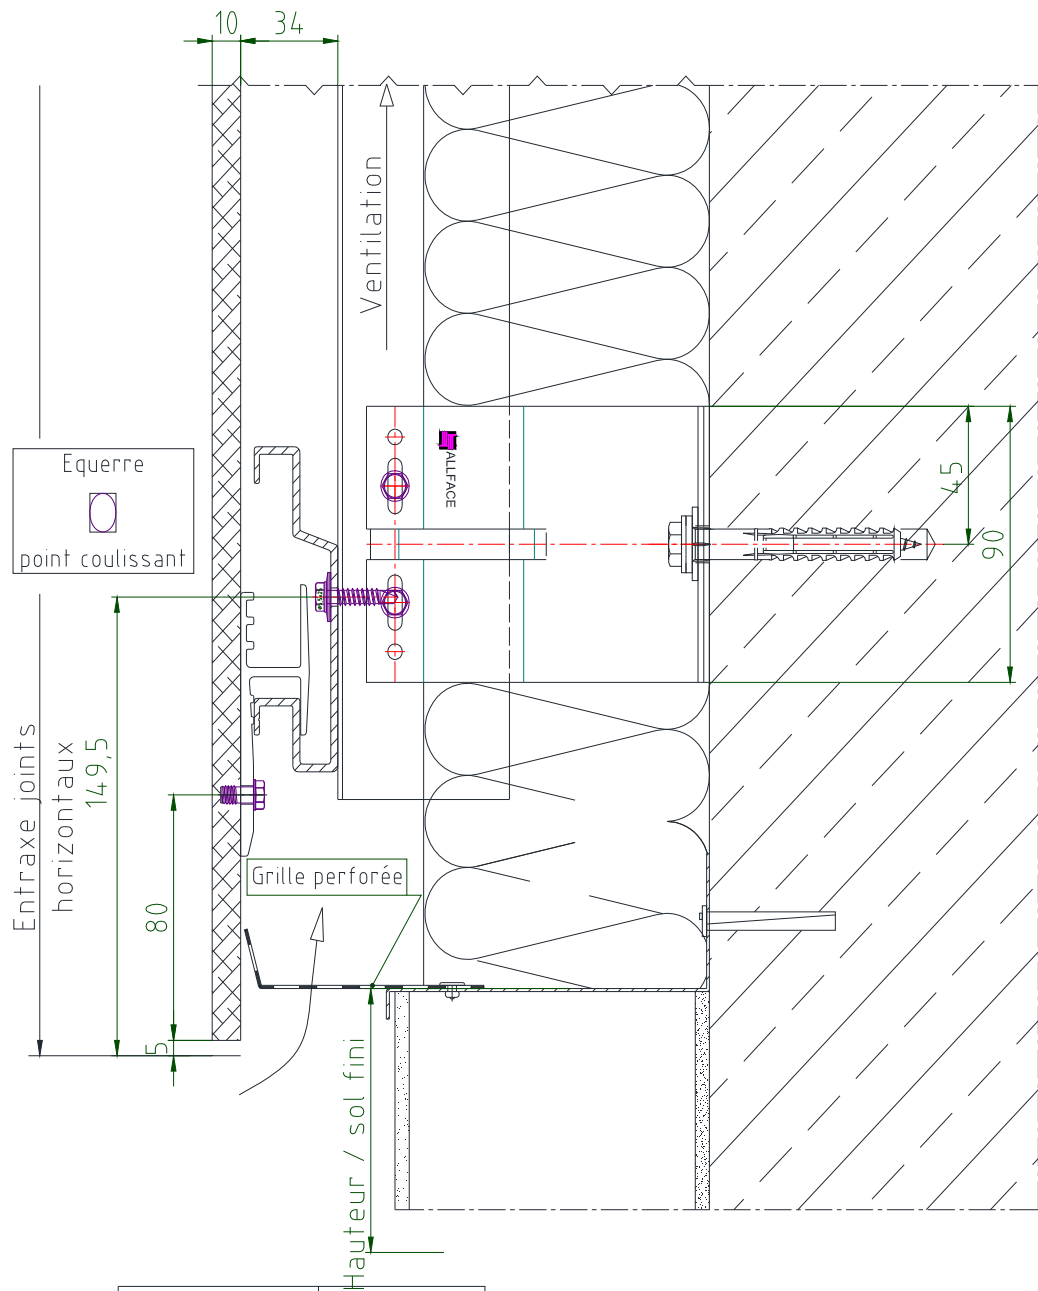 10
34
Ventilation
Equerre
point coulissant
ALLFACE
45
90
Entraxe joints
horizontaux
149,5
80
5
Grille perforée
Hauteur / sol fini